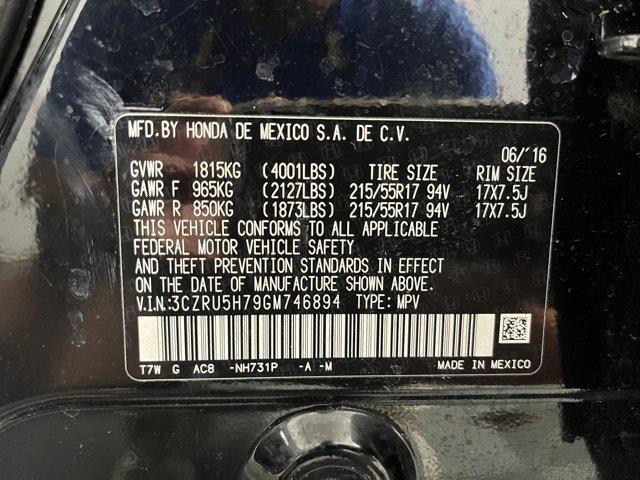 MFD. BY HONDA DE MEXICO S.A. DE C.V.
06/'16
GVWR 1815KG (4001LBS) TIRE SIZE RIM SIZE
GAWR F 965KG (2127LBS) 215/55R17 94V 17X7.5J
GAWR R 850KG (1873LBS) 215/55R17 94V 17X7.5J
THIS VEHICLE CONFORMS TO ALL APPLICABLE
FEDERAL MOTOR VEHICLE SAFETY
AND THEFT PREVENTION STANDARDS IN EFFECT
ON THE DATE OF MANUFACTURE SHOWN ABOVE.
V.I.N:3CZRU5H79GM746894 TYPE: MPV
T7W G AC8 -NH731P -A -M MADE IN MEXICO